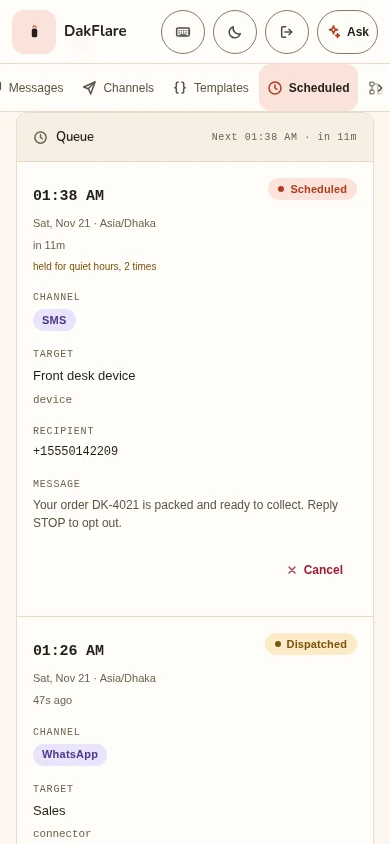 DakFlare
Ask
Messages
Channels
Templates
Scheduled
Queue
Next 01:38 AM · in 11m
01:38 AM
Scheduled
Sat, Nov 21 · Asia/Dhaka
in 11m
held for quiet hours, 2 times
CHANNEL
SMS
TARGET
Front desk device
device
RECIPIENT
+15550142209
MESSAGE
Your order DK-4021 is packed and ready to collect. Reply
STOP to opt out.
Cancel
01:26 AM
Dispatched
Sat, Nov 21 · Asia/Dhaka
47s ago
CHANNEL
WhatsApp
TARGET
Sales
connector